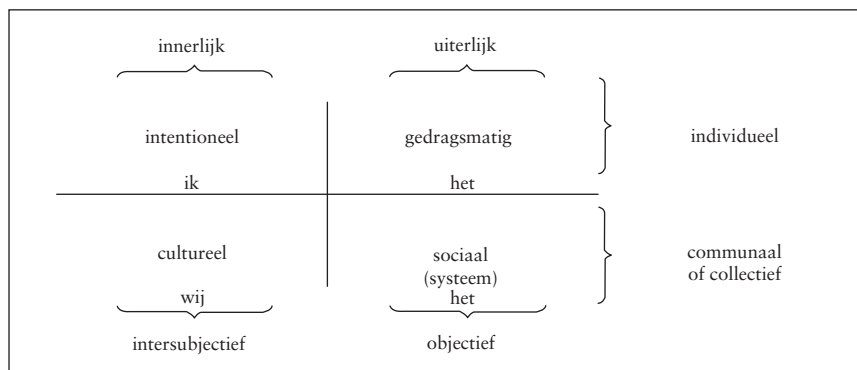 innerlijk uiterlijk
intentioneel gedragsmatig individueel
ik het
cultureel sociaal communaal
(systeem) of collectief
wij het
intersubjectief objectief